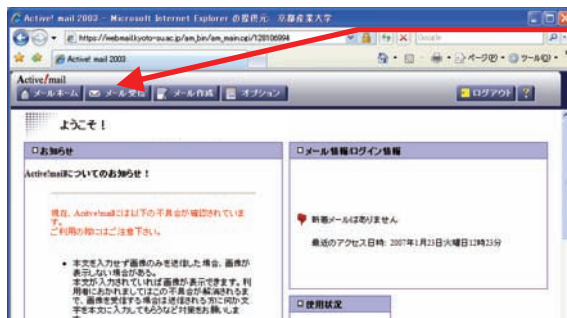 Active! mail 2003 - Microsoft Internet Explorer の提供元 京都産業大学
Google
Active! mail 2003
ページ(P)
ツール(O)
Active!mail
メールホーム
メール受信
メール作成
オプション
ログアウト
?
ようこそ！
お知らせ
Active!mailについてのお知らせ！
現在、Active!mailには以下の不具合が確認されていま
す。
ご利用の際にはご注意下さい。
本文を入力せず画像のみを送信した場合、画像が
表示しない場合がある。
本文が入力されていれば画像が表示できます。利
用者におかれましてはこの不具合が解消されるま
で、画像を受信する場合は送信される方に何か文
字を本文に入力してもらうなど対策をお願いしま
す
メール情報ログイン情報
新着メールはありません
最近のアクセス日時: 2007年1月23日火曜日12時23分
使用状況